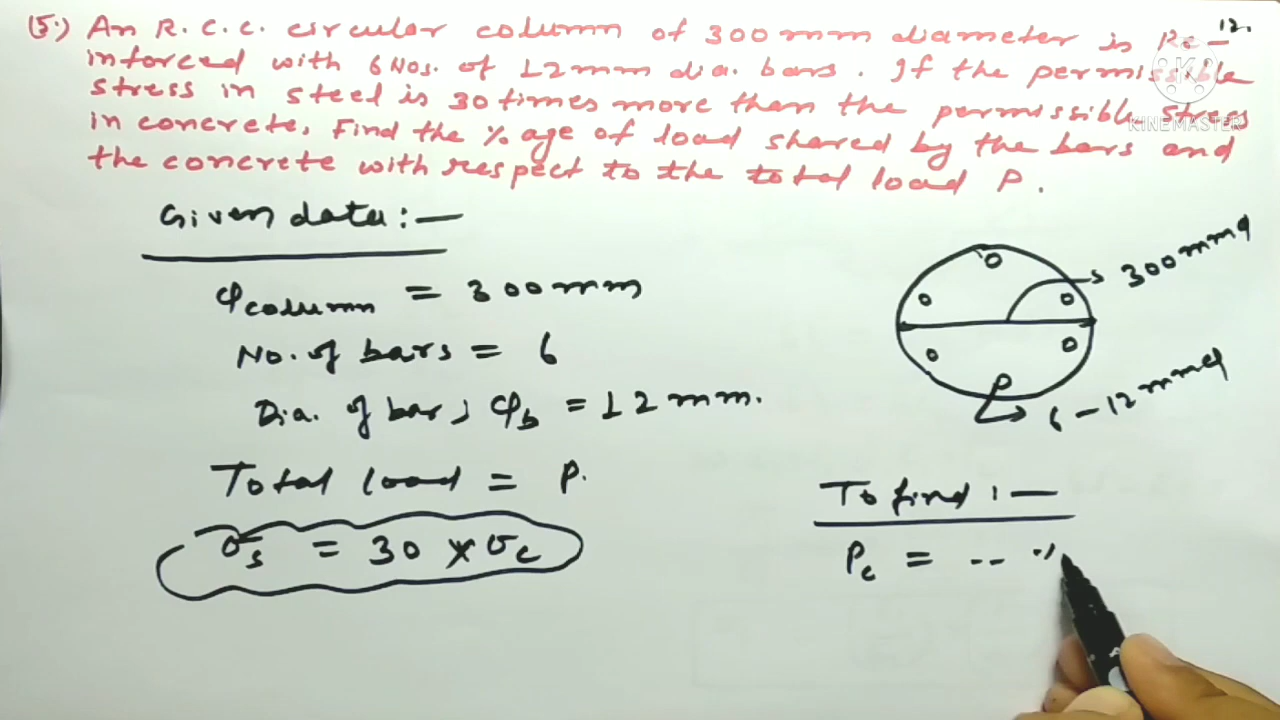 12.
(5.) An R.C.C. circular column of 300mm diameter is Re-
inforced with 6 Nos. of 12mm dia. bars. If the permissible
stress in steel is 30 times more than the permissible stress
in concrete, Find the % age of load shared by the bars and
the concrete with respect to the total load P.
Given data:—
φcolumn = 300mm
No. of bars = 6
Dia. of bar, φb = 12mm.
Total load = P.
σs = 30 × σc
300mmφ
6-12mmφ
To find:—
Pc = --
KINEMASTER